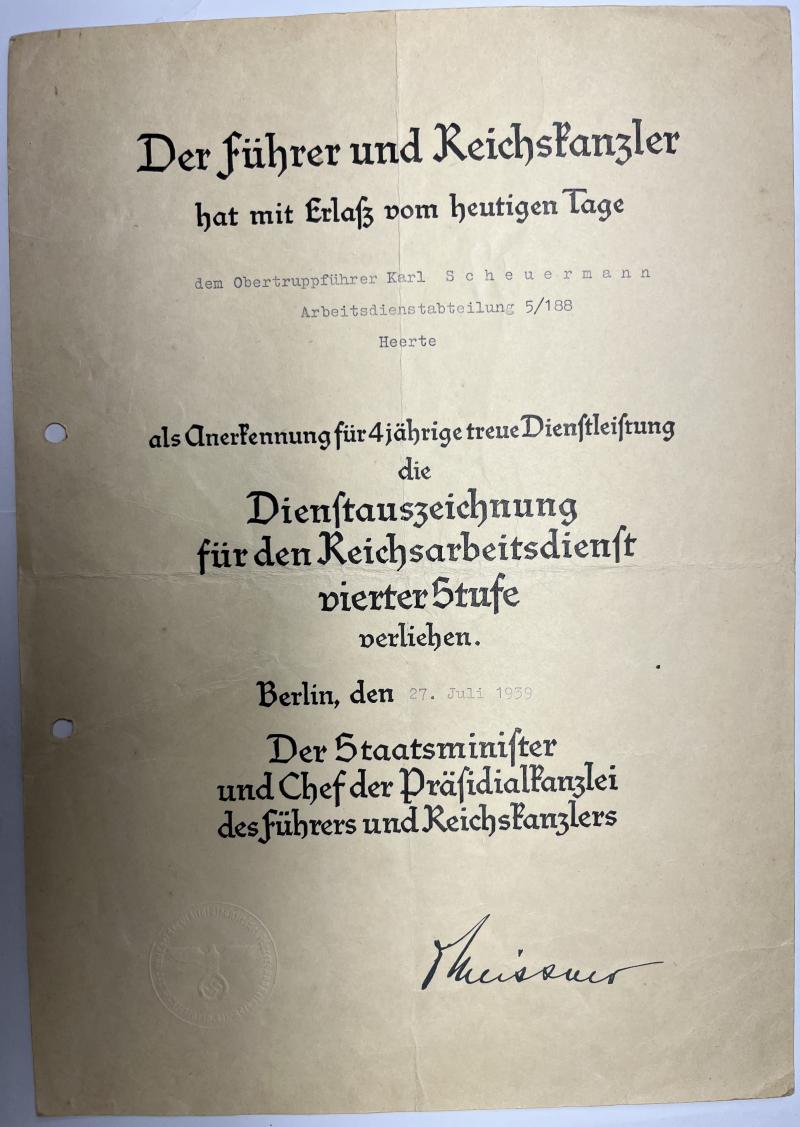 Der Führer und Reichskanzler
hat mit Erlaß vom heutigen Tage
dem Obertruppführer Karl S c h e u e r m a n n
Arbeitsdienstabteilung 5/188
Heerte
als Anerkennung für 4 jährige treue Dienstleistung
die
Dienstauszeichnung
für den Reichsarbeitsdienst
vierter Stufe
verliehen.
Berlin, den 27. Juli 1939
Der Staatsminister
und Chef der Präsidialkanzlei
des Führers und Reichskanzlers
Meissner